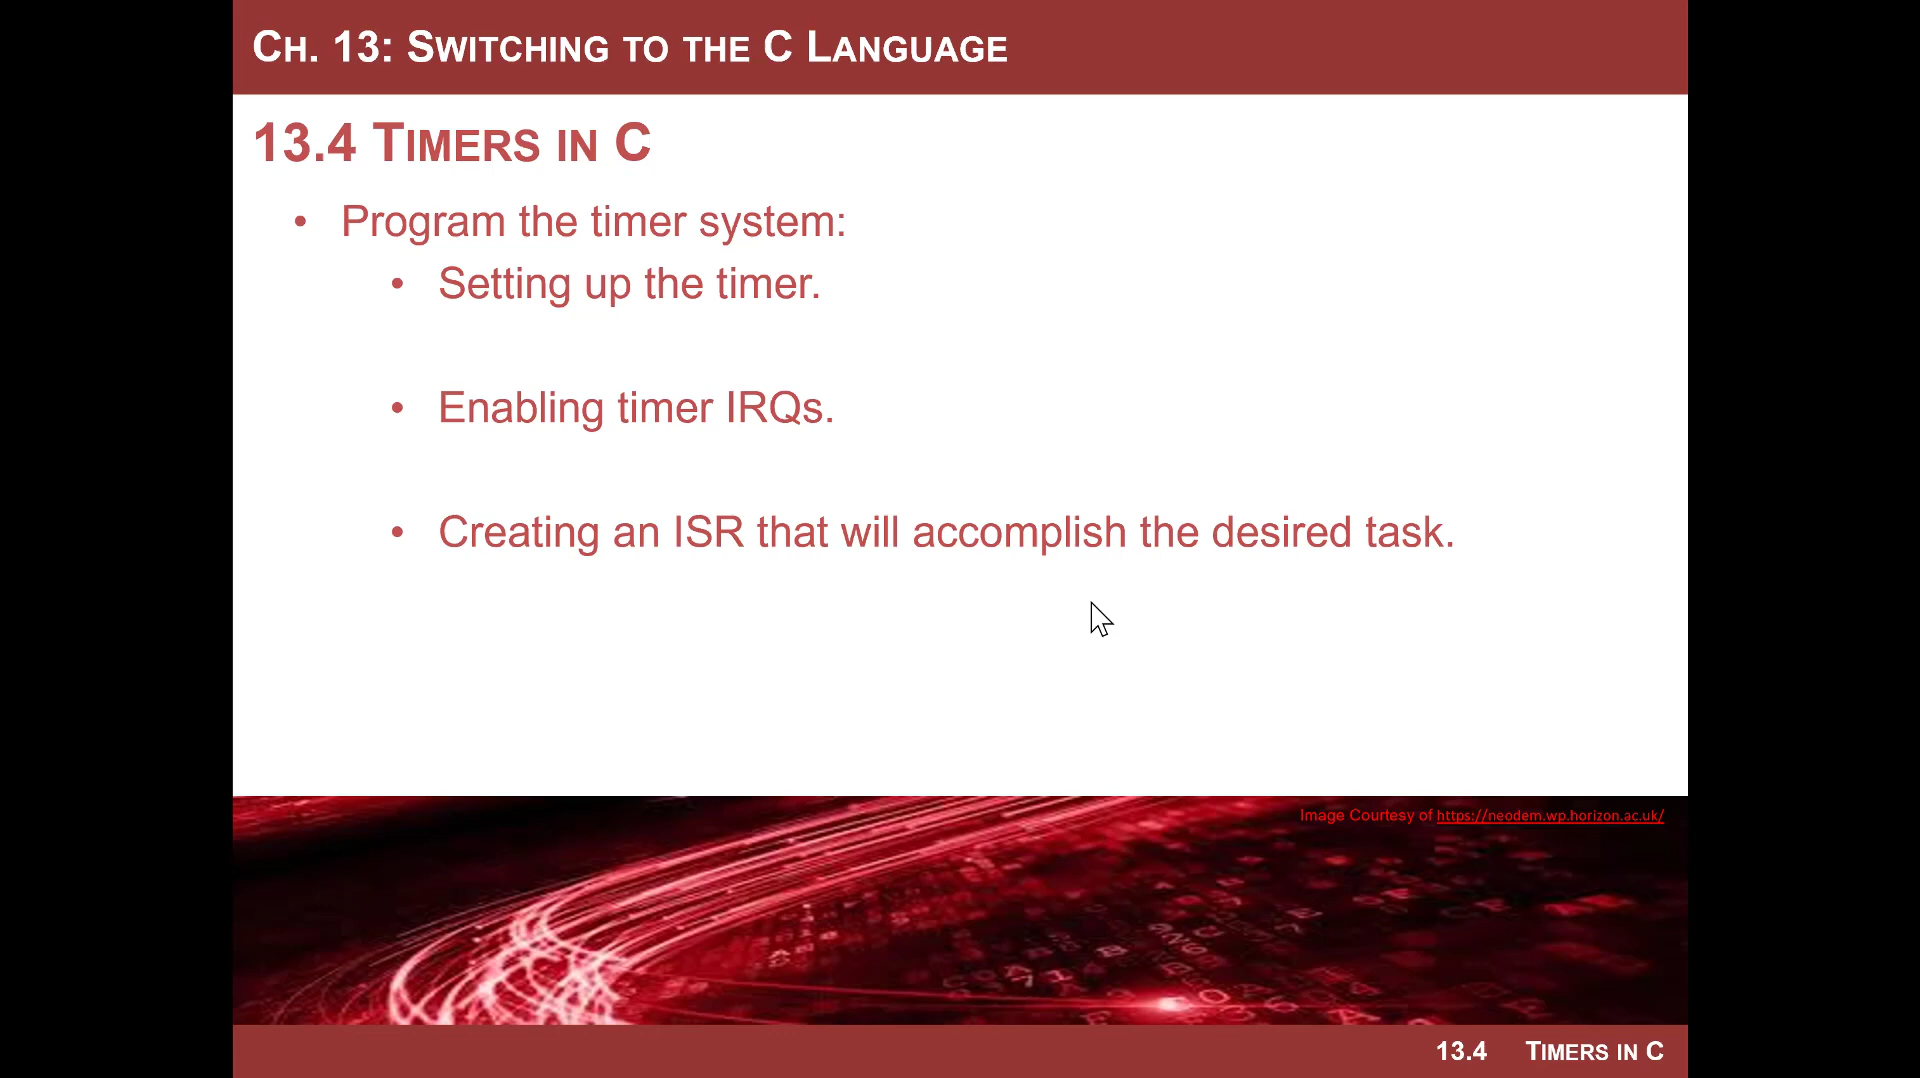 CH. 13: SWITCHING TO THE C LANGUAGE
13.4 TIMERS IN C
• Program the timer system:
• Setting up the timer.
• Enabling timer IRQs.
• Creating an ISR that will accomplish the desired task.
Image Courtesy of https://neodem.wp.horizon.ac.uk/
13.4 TIMERS IN C